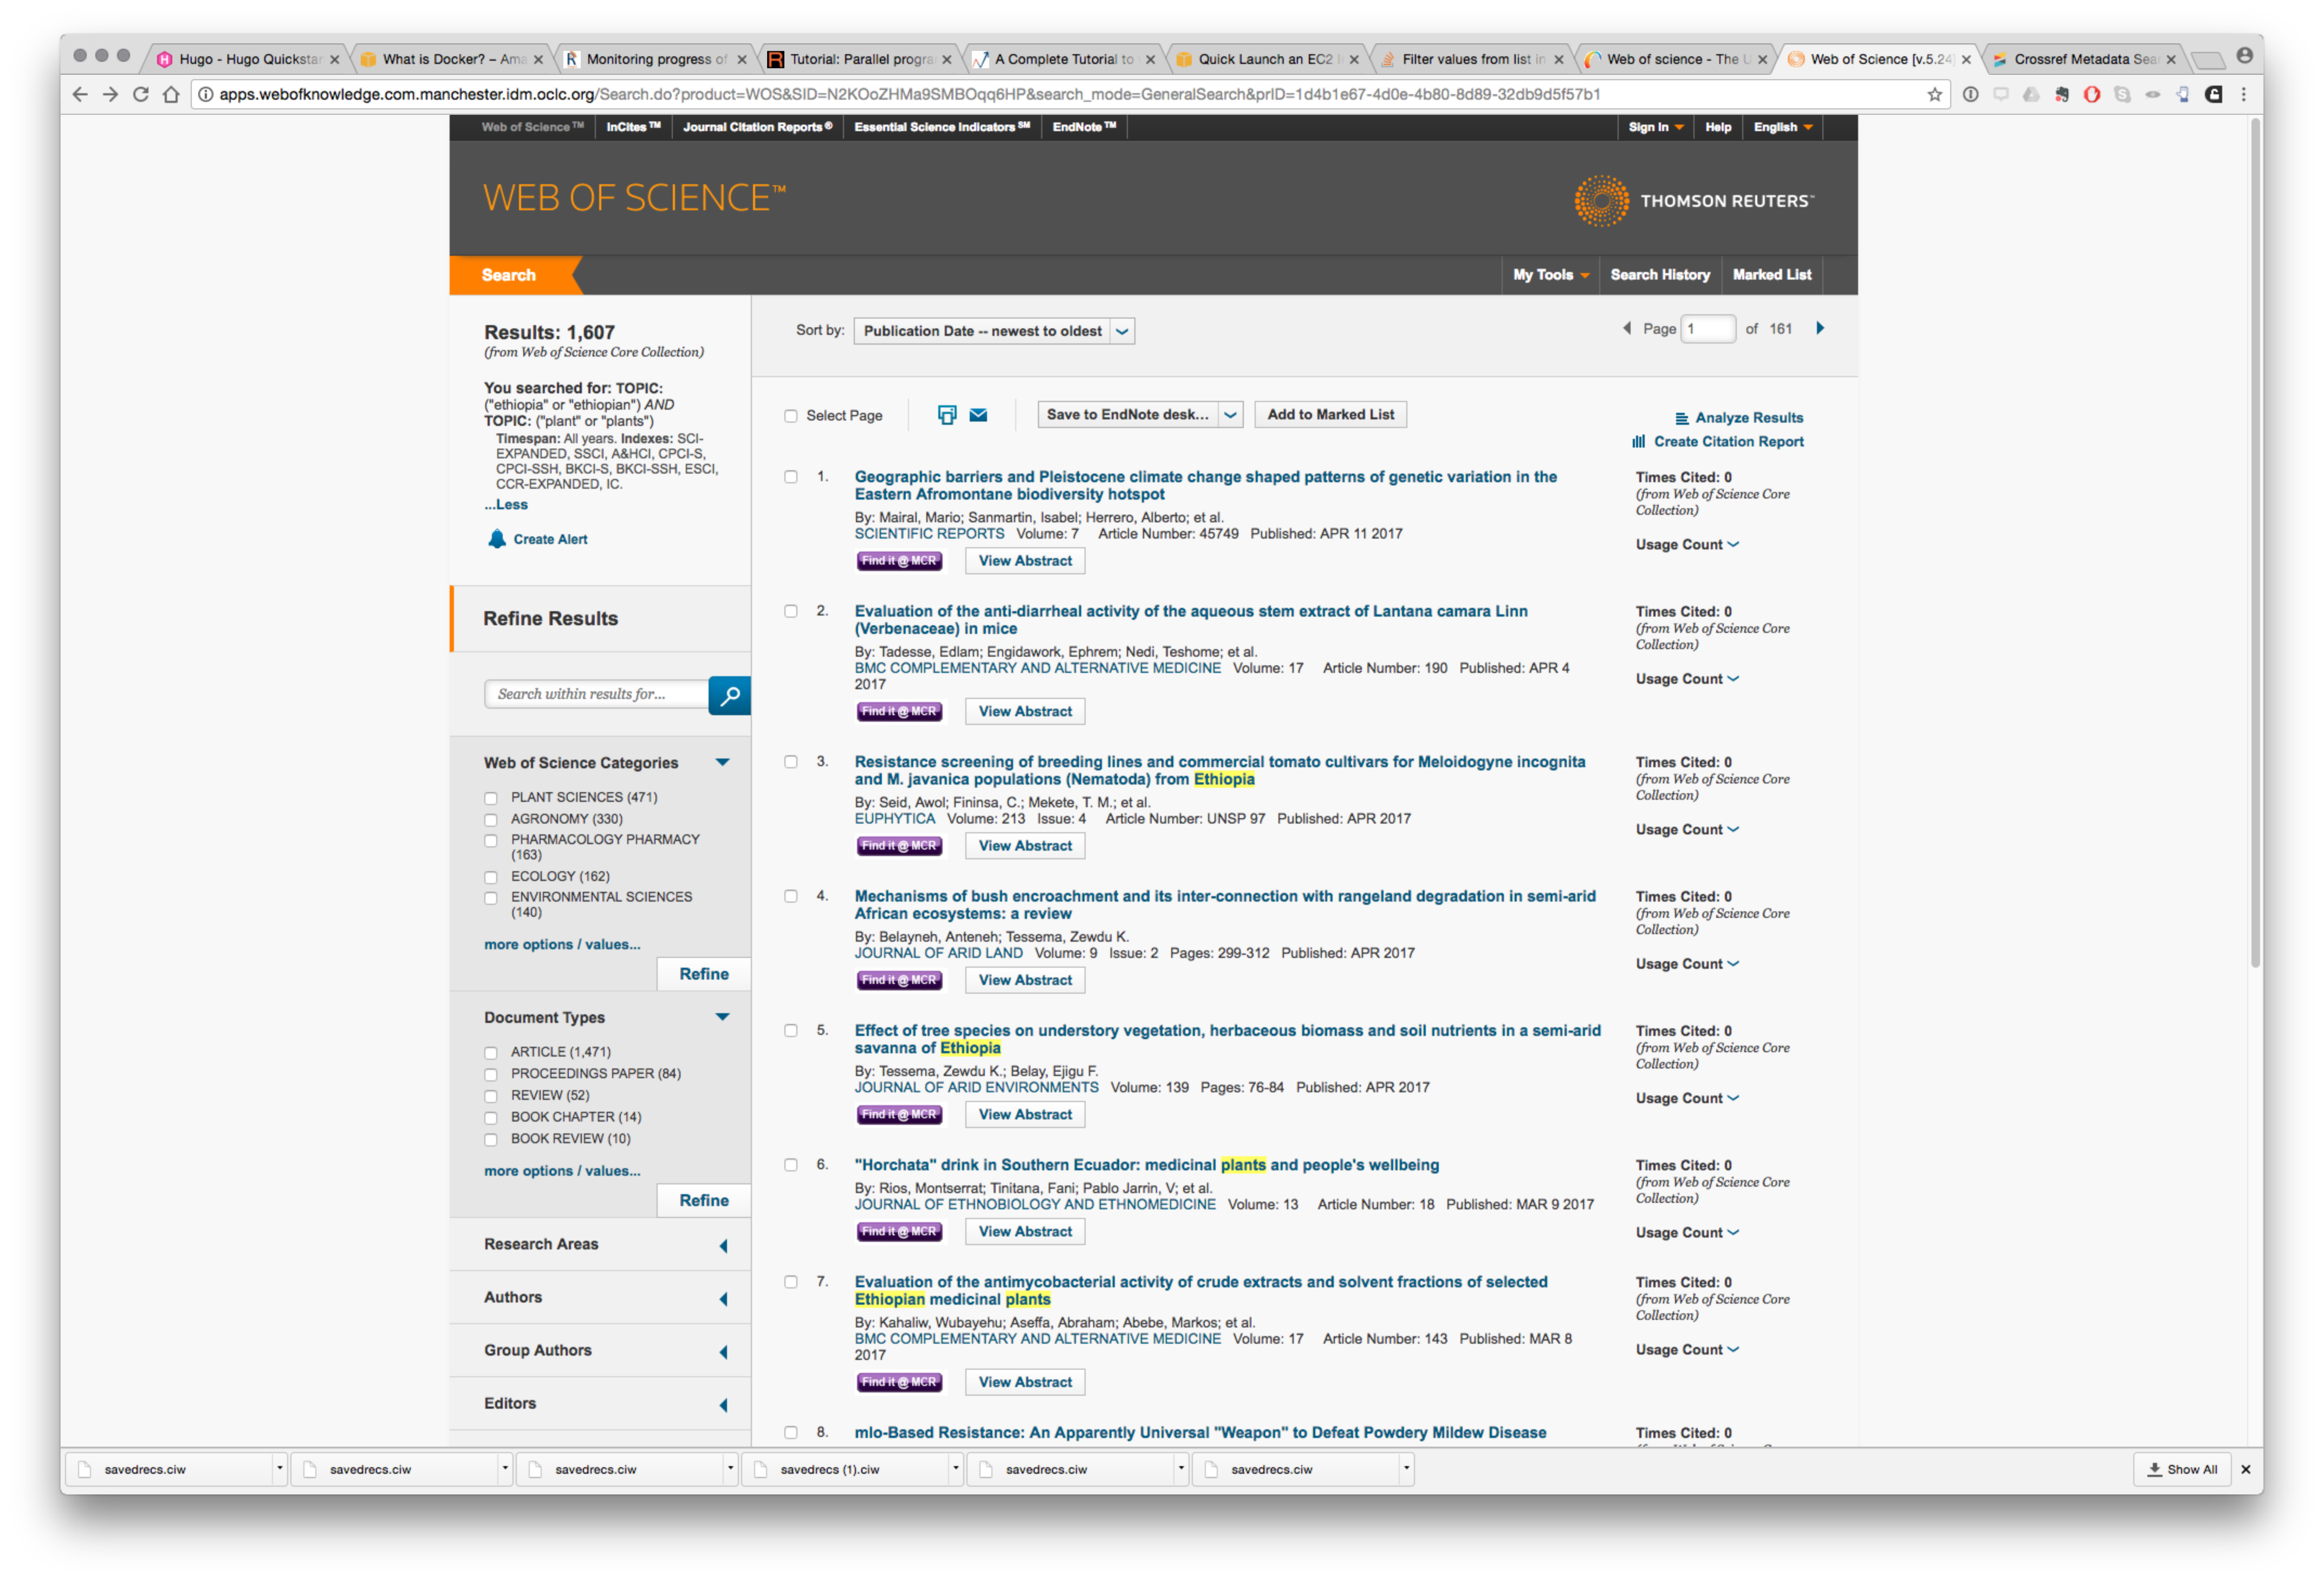 Hugo - Hugo Quickstar
What is Docker? – Ama
Monitoring progress of
Tutorial: Parallel progra
A Complete Tutorial to
Quick Launch an EC2
Filter values from list in
Web of science - The U
Web of Science [v.5.24]
Crossref Metadata Sear
apps.webofknowledge.com.manchester.idm.oclc.org/Search.do?product=WOS&SID=N2KOoZHMa9SMBOqq6HP&search_mode=GeneralSearch&prID=1d4b1e67-4d0e-4b80-8d89-32db9d5f57b1
Web of Science™ InCites™ Journal Citation Reports® Essential Science Indicators℠ EndNote™
Sign In Help English
WEB OF SCIENCE™
THOMSON REUTERS™
Search
My Tools Search History Marked List
Results: 1,607
(from Web of Science Core Collection)
You searched for: TOPIC:
("ethiopia" or "ethiopian") AND
TOPIC: ("plant" or "plants")
Timespan: All years. Indexes: SCI-
EXPANDED, SSCI, A&HCI, CPCI-S,
CPCI-SSH, BKCI-S, BKCI-SSH, ESCI,
CCR-EXPANDED, IC.
...Less
Create Alert
Refine Results
Search within results for...
Web of Science Categories
PLANT SCIENCES (471)
AGRONOMY (330)
PHARMACOLOGY PHARMACY
(163)
ECOLOGY (162)
ENVIRONMENTAL SCIENCES
(140)
more options / values...
Refine
Document Types
ARTICLE (1,471)
PROCEEDINGS PAPER (84)
REVIEW (52)
BOOK CHAPTER (14)
BOOK REVIEW (10)
more options / values...
Refine
Research Areas
Authors
Group Authors
Editors
Sort by: Publication Date -- newest to oldest
Page 1 of 161
Select Page
Save to EndNote desk...
Add to Marked List
Analyze Results
Create Citation Report
1. Geographic barriers and Pleistocene climate change shaped patterns of genetic variation in the
Eastern Afromontane biodiversity hotspot
By: Mairal, Mario; Sanmartin, Isabel; Herrero, Alberto; et al.
SCIENTIFIC REPORTS Volume: 7 Article Number: 45749 Published: APR 11 2017
Find it @ MCR View Abstract
Times Cited: 0
(from Web of Science Core
Collection)
Usage Count
2. Evaluation of the anti-diarrheal activity of the aqueous stem extract of Lantana camara Linn
(Verbenaceae) in mice
By: Tadesse, Edlam; Engidawork, Ephrem; Nedi, Teshome; et al.
BMC COMPLEMENTARY AND ALTERNATIVE MEDICINE Volume: 17 Article Number: 190 Published: APR 4
2017
Find it @ MCR View Abstract
Times Cited: 0
(from Web of Science Core
Collection)
Usage Count
3. Resistance screening of breeding lines and commercial tomato cultivars for Meloidogyne incognita
and M. javanica populations (Nematoda) from Ethiopia
By: Seid, Awol; Fininsa, C.; Mekete, T. M.; et al.
EUPHYTICA Volume: 213 Issue: 4 Article Number: UNSP 97 Published: APR 2017
Find it @ MCR View Abstract
Times Cited: 0
(from Web of Science Core
Collection)
Usage Count
4. Mechanisms of bush encroachment and its inter-connection with rangeland degradation in semi-arid
African ecosystems: a review
By: Belayneh, Anteneh; Tessema, Zewdu K.
JOURNAL OF ARID LAND Volume: 9 Issue: 2 Pages: 299-312 Published: APR 2017
Find it @ MCR View Abstract
Times Cited: 0
(from Web of Science Core
Collection)
Usage Count
5. Effect of tree species on understory vegetation, herbaceous biomass and soil nutrients in a semi-arid
savanna of Ethiopia
By: Tessema, Zewdu K.; Belay, Ejigu F.
JOURNAL OF ARID ENVIRONMENTS Volume: 139 Pages: 76-84 Published: APR 2017
Find it @ MCR View Abstract
Times Cited: 0
(from Web of Science Core
Collection)
Usage Count
6. "Horchata" drink in Southern Ecuador: medicinal plants and people's wellbeing
By: Rios, Montserrat; Tinitana, Fani; Pablo Jarrin, V; et al.
JOURNAL OF ETHNOBIOLOGY AND ETHNOMEDICINE Volume: 13 Article Number: 18 Published: MAR 9 2017
Find it @ MCR View Abstract
Times Cited: 0
(from Web of Science Core
Collection)
Usage Count
7. Evaluation of the antimycobacterial activity of crude extracts and solvent fractions of selected
Ethiopian medicinal plants
By: Kahaliw, Wubayehu; Aseffa, Abraham; Abebe, Markos; et al.
BMC COMPLEMENTARY AND ALTERNATIVE MEDICINE Volume: 17 Article Number: 143 Published: MAR 8
2017
Find it @ MCR View Abstract
Times Cited: 0
(from Web of Science Core
Collection)
Usage Count
8. mlo-Based Resistance: An Apparently Universal "Weapon" to Defeat Powdery Mildew Disease
Times Cited: 0
savedrecs.ciw
savedrecs.ciw
savedrecs.ciw
savedrecs (1).ciw
savedrecs.ciw
savedrecs.ciw
Show All